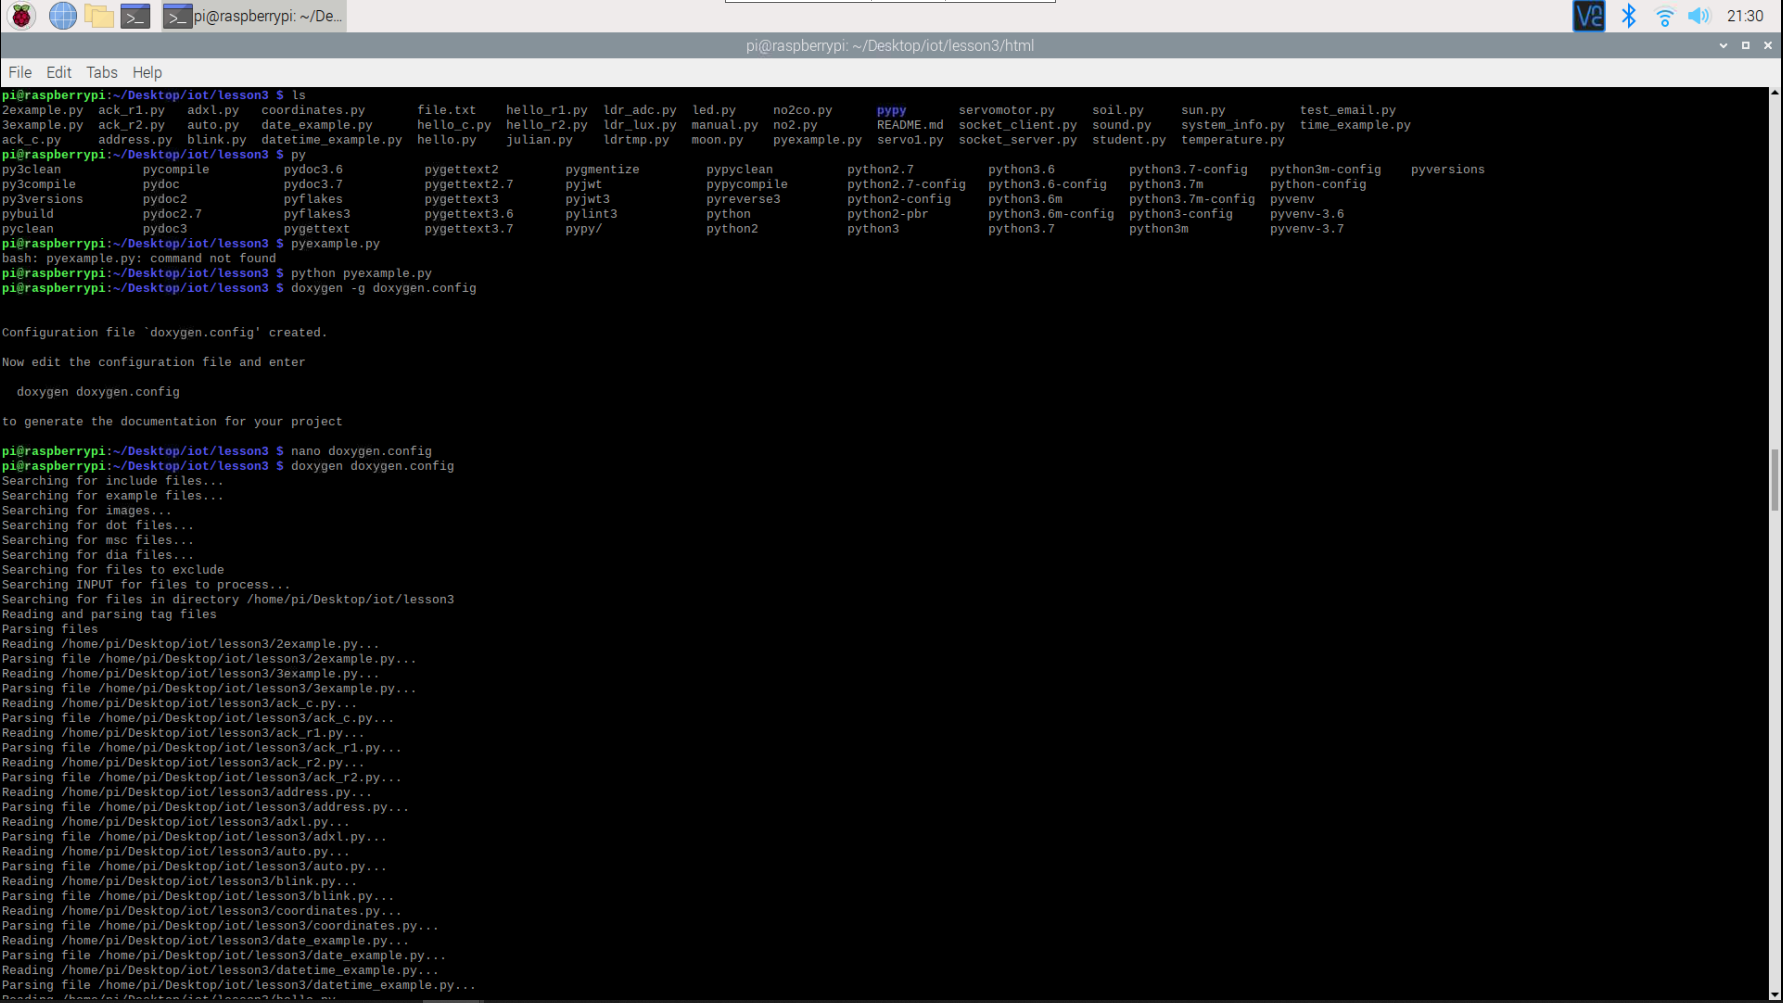 pi@raspberrypi: ~/De...
21:30
pi@raspberrypi: ~/Desktop/iot/lesson3/html
File Edit Tabs Help
pi@raspberrypi:~/Desktop/iot/lesson3 $ ls
2example.py ack_r1.py adxl.py coordinates.py file.txt hello_r1.py ldr_adc.py led.py no2co.py pypy servomotor.py soil.py sun.py test_email.py
3example.py ack_r2.py auto.py date_example.py hello_c.py hello_r2.py ldr_lux.py manual.py no2.py README.md socket_client.py sound.py system_info.py time_example.py
ack_c.py address.py blink.py datetime_example.py hello.py julian.py ldrtmp.py moon.py pyexample.py servo1.py socket_server.py student.py temperature.py
pi@raspberrypi:~/Desktop/iot/lesson3 $ py
py3clean pycompile pydoc3.6 pygettext2 pygmentize pypyclean python2.7 python3.6 python3.7-config python3m-config pyversions
py3compile pydoc pydoc3.7 pygettext2.7 pyjwt pypycompile python2.7-config python3.6-config python3.7m python-config
py3versions pydoc2 pyflakes pygettext3 pyjwt3 pyreverse3 python2-config python3.6m python3.7m-config pyvenv
pybuild pydoc2.7 pyflakes3 pygettext3.6 pylint3 python python2-pbr python3.6m-config python3-config pyvenv-3.6
pyclean pydoc3 pygettext pygettext3.7 pypy/ python2 python3 python3.7 python3m pyvenv-3.7
pi@raspberrypi:~/Desktop/iot/lesson3 $ pyexample.py
bash: pyexample.py: command not found
pi@raspberrypi:~/Desktop/iot/lesson3 $ python pyexample.py
pi@raspberrypi:~/Desktop/iot/lesson3 $ doxygen -g doxygen.config
Configuration file `doxygen.config' created.
Now edit the configuration file and enter
doxygen doxygen.config
to generate the documentation for your project
pi@raspberrypi:~/Desktop/iot/lesson3 $ nano doxygen.config
pi@raspberrypi:~/Desktop/iot/lesson3 $ doxygen doxygen.config
Searching for include files...
Searching for example files...
Searching for images...
Searching for dot files...
Searching for msc files...
Searching for dia files...
Searching for files to exclude
Searching INPUT for files to process...
Searching for files in directory /home/pi/Desktop/iot/lesson3
Reading and parsing tag files
Parsing files
Reading /home/pi/Desktop/iot/lesson3/2example.py...
Parsing file /home/pi/Desktop/iot/lesson3/2example.py...
Reading /home/pi/Desktop/iot/lesson3/3example.py...
Parsing file /home/pi/Desktop/iot/lesson3/3example.py...
Reading /home/pi/Desktop/iot/lesson3/ack_c.py...
Parsing file /home/pi/Desktop/iot/lesson3/ack_c.py...
Reading /home/pi/Desktop/iot/lesson3/ack_r1.py...
Parsing file /home/pi/Desktop/iot/lesson3/ack_r1.py...
Reading /home/pi/Desktop/iot/lesson3/ack_r2.py...
Parsing file /home/pi/Desktop/iot/lesson3/ack_r2.py...
Reading /home/pi/Desktop/iot/lesson3/address.py...
Parsing file /home/pi/Desktop/iot/lesson3/address.py...
Reading /home/pi/Desktop/iot/lesson3/adxl.py...
Parsing file /home/pi/Desktop/iot/lesson3/adxl.py...
Reading /home/pi/Desktop/iot/lesson3/auto.py...
Parsing file /home/pi/Desktop/iot/lesson3/auto.py...
Reading /home/pi/Desktop/iot/lesson3/blink.py...
Parsing file /home/pi/Desktop/iot/lesson3/blink.py...
Reading /home/pi/Desktop/iot/lesson3/coordinates.py...
Parsing file /home/pi/Desktop/iot/lesson3/coordinates.py...
Reading /home/pi/Desktop/iot/lesson3/date_example.py...
Parsing file /home/pi/Desktop/iot/lesson3/date_example.py...
Reading /home/pi/Desktop/iot/lesson3/datetime_example.py...
Parsing file /home/pi/Desktop/iot/lesson3/datetime_example.py...